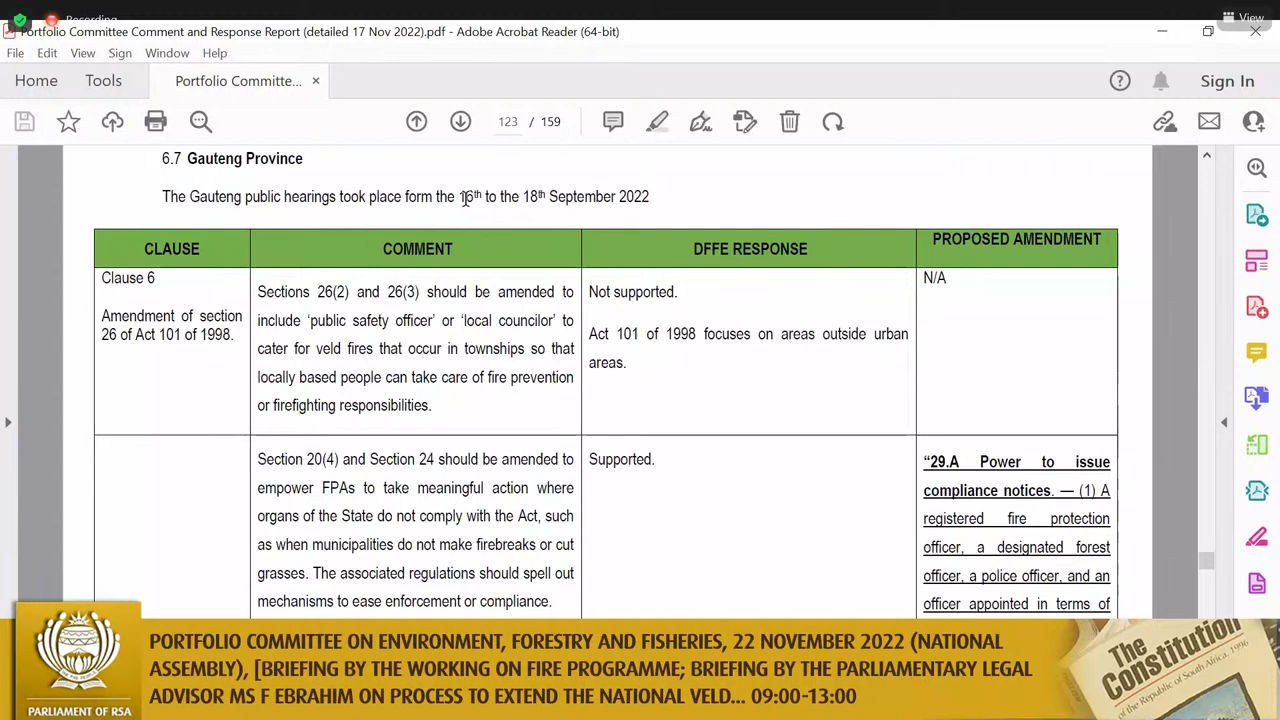 Recording
View
Portfolio Committee Comment and Response Report (detailed 17 Nov 2022).pdf - Adobe Acrobat Reader (64-bit)
File Edit View Sign Window Help
Home Tools Portfolio Committe... × Sign In
123 / 159
6.7 Gauteng Province
The Gauteng public hearings took place form the 16th to the 18th September 2022
CLAUSE COMMENT DFFE RESPONSE PROPOSED AMENDMENT
Clause 6
Amendment of section
26 of Act 101 of 1998.
Sections 26(2) and 26(3) should be amended to
include ‘public safety officer’ or ‘local councilor’ to
cater for veld fires that occur in townships so that
locally based people can take care of fire prevention
or firefighting responsibilities.
Not supported.
Act 101 of 1998 focuses on areas outside urban
areas.
N/A
Section 20(4) and Section 24 should be amended to
empower FPAs to take meaningful action where
organs of the State do not comply with the Act, such
as when municipalities do not make firebreaks or cut
grasses. The associated regulations should spell out
mechanisms to ease enforcement or compliance.
Supported.
“29.A Power to issue
compliance notices. — (1) A
registered fire protection
officer, a designated forest
officer, a police officer, and an
officer appointed in terms of
PORTFOLIO COMMITTEE ON ENVIRONMENT, FORESTRY AND FISHERIES, 22 NOVEMBER 2022 (NATIONAL
ASSEMBLY), [BRIEFING BY THE WORKING ON FIRE PROGRAMME; BRIEFING BY THE PARLIAMENTARY LEGAL
ADVISOR MS F EBRAHIM ON PROCESS TO EXTEND THE NATIONAL VELD... 09:00-13:00
PARLIAMENT OF RSA
The
Constitution
of the Republic of South Africa, 1996